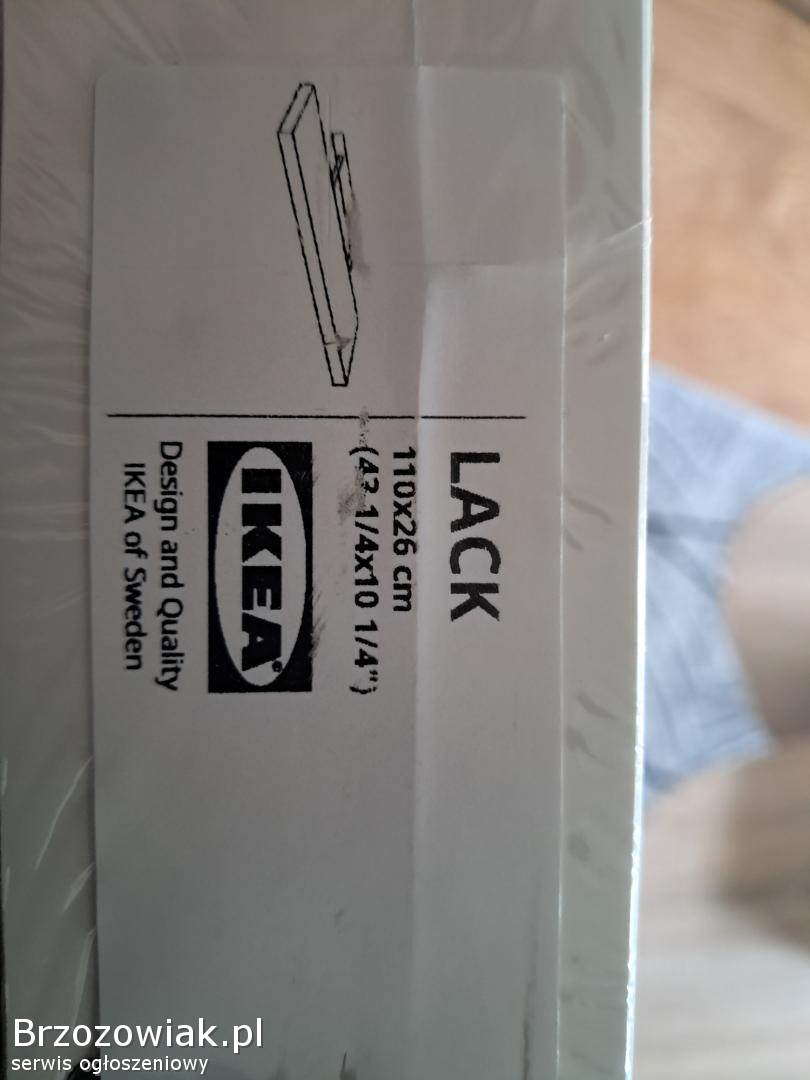 LACK
110x26 cm
(43 1/4x10 1/4")
IKEA®
Design and Quality
IKEA of Sweden
Brzozowiak.pl
serwis ogłoszeniowy